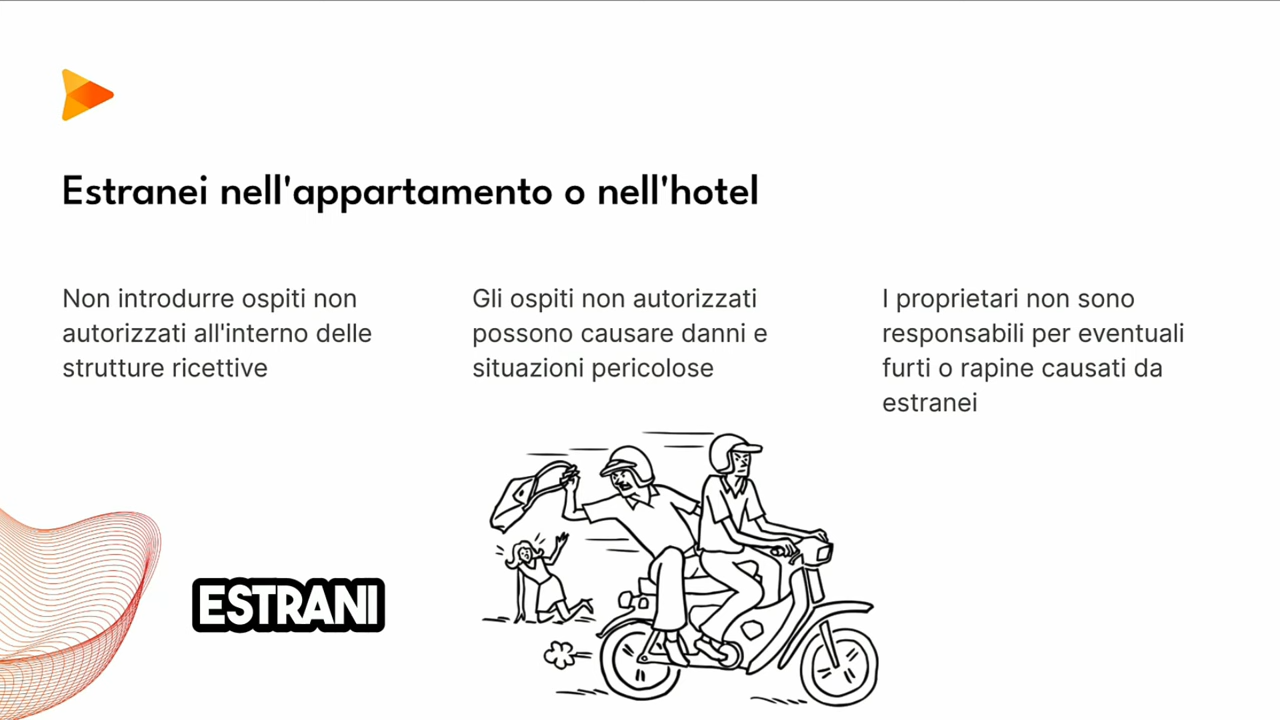 Estranei nell'appartamento o nell'hotel
Non introdurre ospiti non
autorizzati all'interno delle
strutture ricettive
Gli ospiti non autorizzati
possono causare danni e
situazioni pericolose
I proprietari non sono
responsabili per eventuali
furti o rapine causati da
estranei
ESTRANI